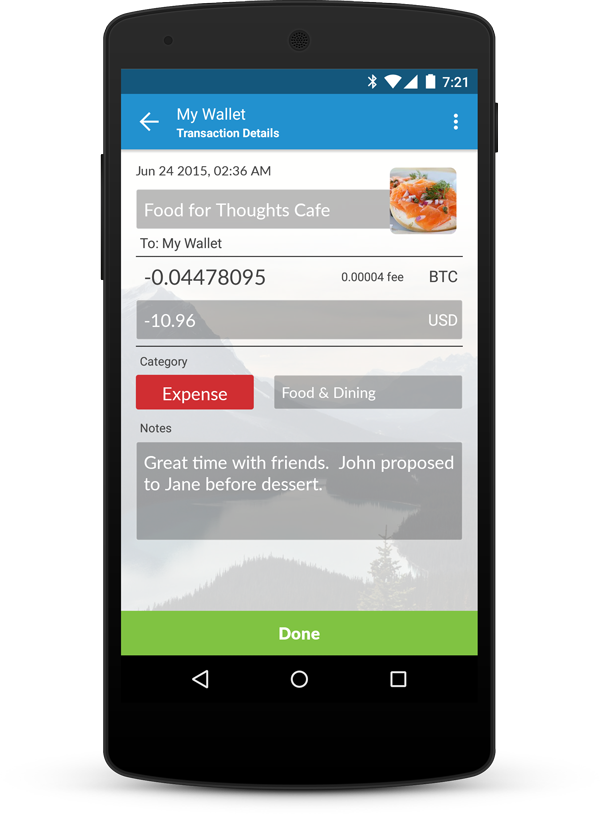 7:21
My Wallet
Transaction Details
Jun 24 2015, 02:36 AM
Food for Thoughts Cafe
To: My Wallet
-0.04478095 0.00004 fee BTC
-10.96 USD
Category
Expense Food & Dining
Notes
Great time with friends.  John proposed
to Jane before dessert.
Done